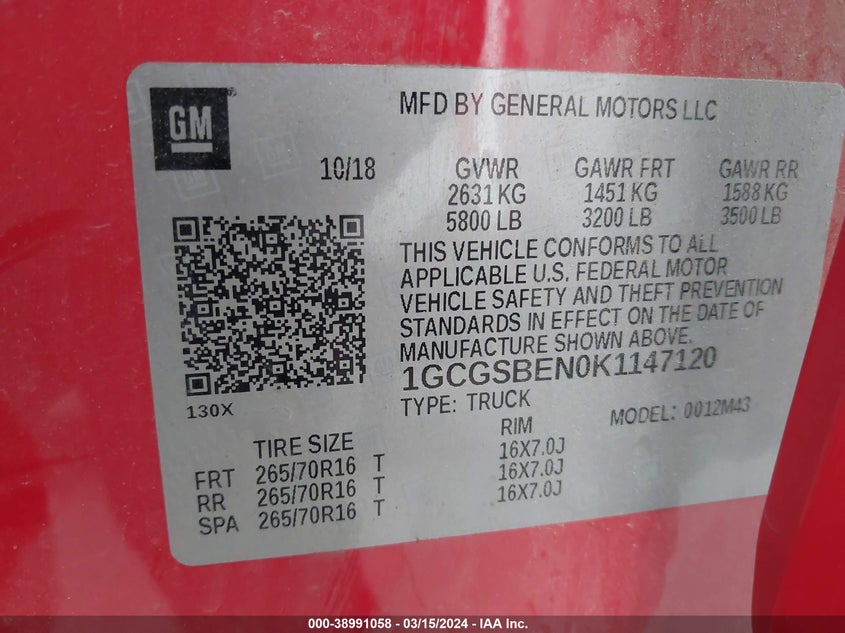 GM
MFD BY GENERAL MOTORS LLC
10/18 GVWR GAWR FRT GAWR RR
2631 KG 1451 KG 1588 KG
5800 LB 3200 LB 3500 LB
THIS VEHICLE CONFORMS TO ALL
APPLICABLE U.S. FEDERAL MOTOR
VEHICLE SAFETY AND THEFT PREVENTION
STANDARDS IN EFFECT ON THE DATE OF
MANUFACTURE SHOWN ABOVE.
1GCGSBEN0K1147120
130X
TYPE: TRUCK MODEL: 0012M43
TIRE SIZE RIM
FRT 265/70R16 T 16X7.0J
RR 265/70R16 T 16X7.0J
SPA 265/70R16 T 16X7.0J
000-38991058 — 03/15/2024 — IAA Inc.